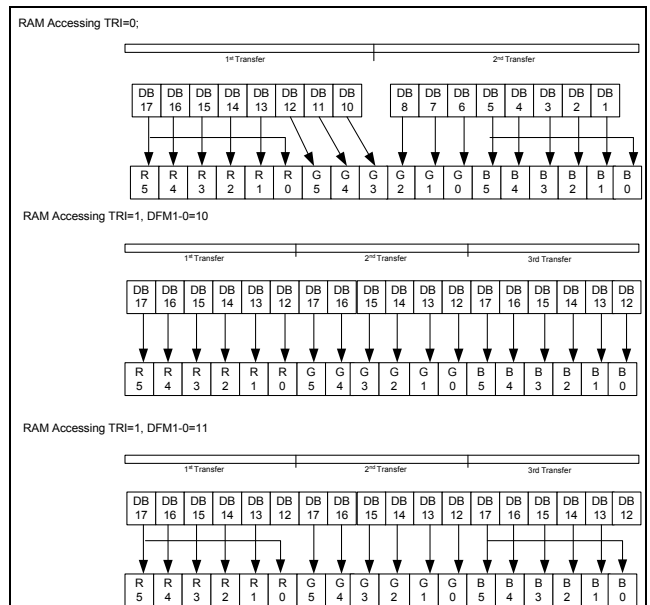 RAM Accessing TRI=0;
1st Transfer 2nd Transfer
DB DB DB DB DB DB DB DB DB DB DB DB DB DB DB DB
17 16 15 14 13 12 11 10 8 7 6 5 4 3 2 1
R R R R R R G G G G G G B B B B B B
5 4 3 2 1 0 5 4 3 2 1 0 5 4 3 2 1 0
RAM Accessing TRI=1, DFM1-0=10
1st Transfer 2nd Transfer 3rd Transfer
DB DB DB DB DB DB DB DB DB DB DB DB DB DB DB DB DB DB
17 16 15 14 13 12 17 16 15 14 13 12 17 16 15 14 13 12
R R R R R R G G G G G G B B B B B B
5 4 3 2 1 0 5 4 3 2 1 0 5 4 3 2 1 0
RAM Accessing TRI=1, DFM1-0=11
1st Transfer 2nd Transfer 3rd Transfer
DB DB DB DB DB DB DB DB DB DB DB DB DB DB DB DB DB DB
17 16 15 14 13 12 17 16 15 14 13 12 17 16 15 14 13 12
R R R R R R G G G G G G B B B B B B
5 4 3 2 1 0 5 4 3 2 1 0 5 4 3 2 1 0